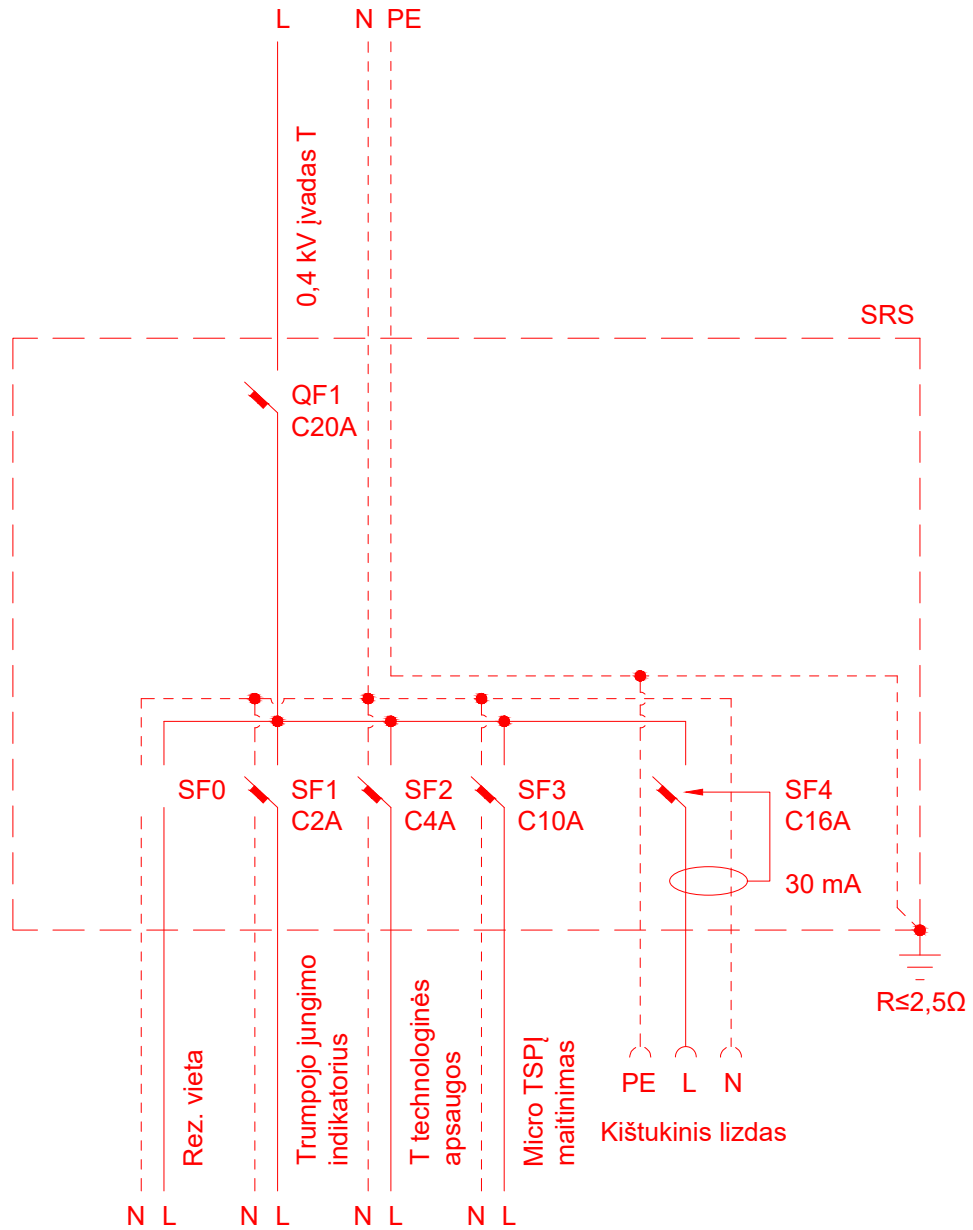 L N PE
0,4 kV įvadas T
SRS
QF1
C20A
SF0
SF1
C2A
SF2
C4A
SF3
C10A
SF4
C16A
30 mA
R≤2,5Ω
Rez. vieta
Trumpojo jungimo
indikatorius
T technologinės
apsaugos
Micro TSPĮ
maitinimas
PE L N
Kištukinis lizdas
N L N L N L N L